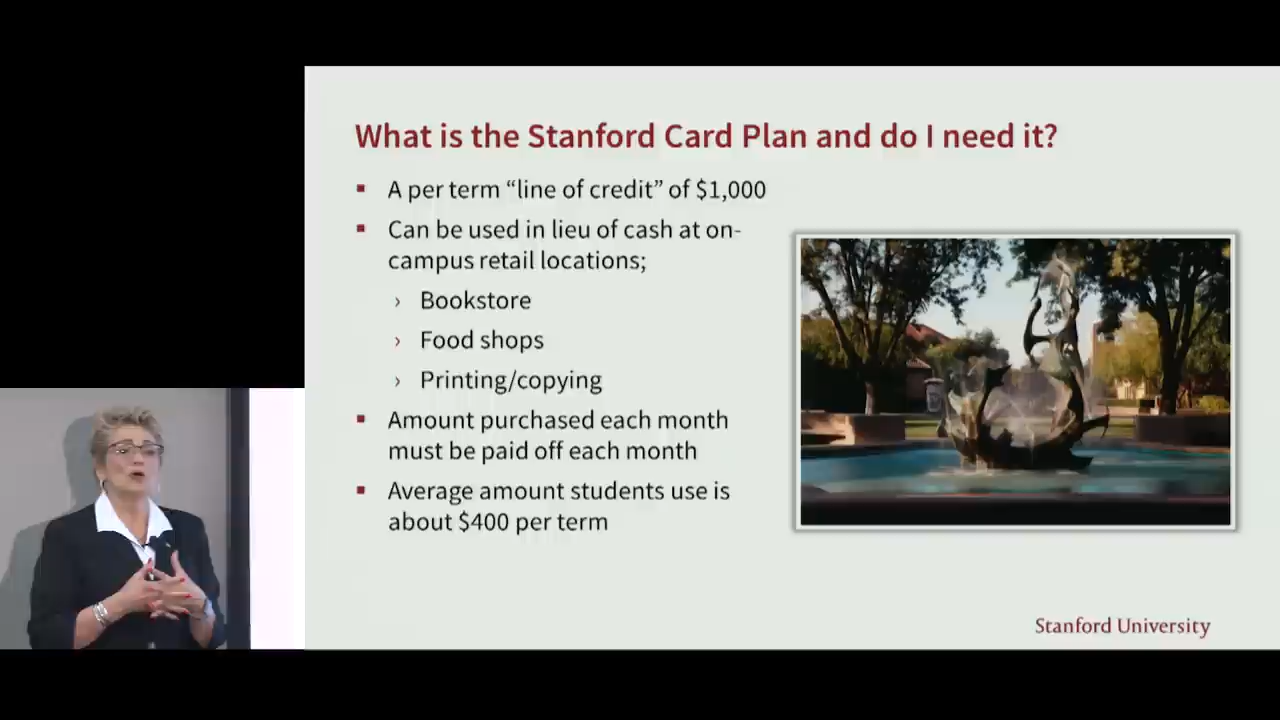 What is the Stanford Card Plan and do I need it?
▪ A per term “line of credit” of $1,000
▪ Can be used in lieu of cash at on-
campus retail locations;
› Bookstore
› Food shops
› Printing/copying
▪ Amount purchased each month
must be paid off each month
▪ Average amount students use is
about $400 per term
Stanford University